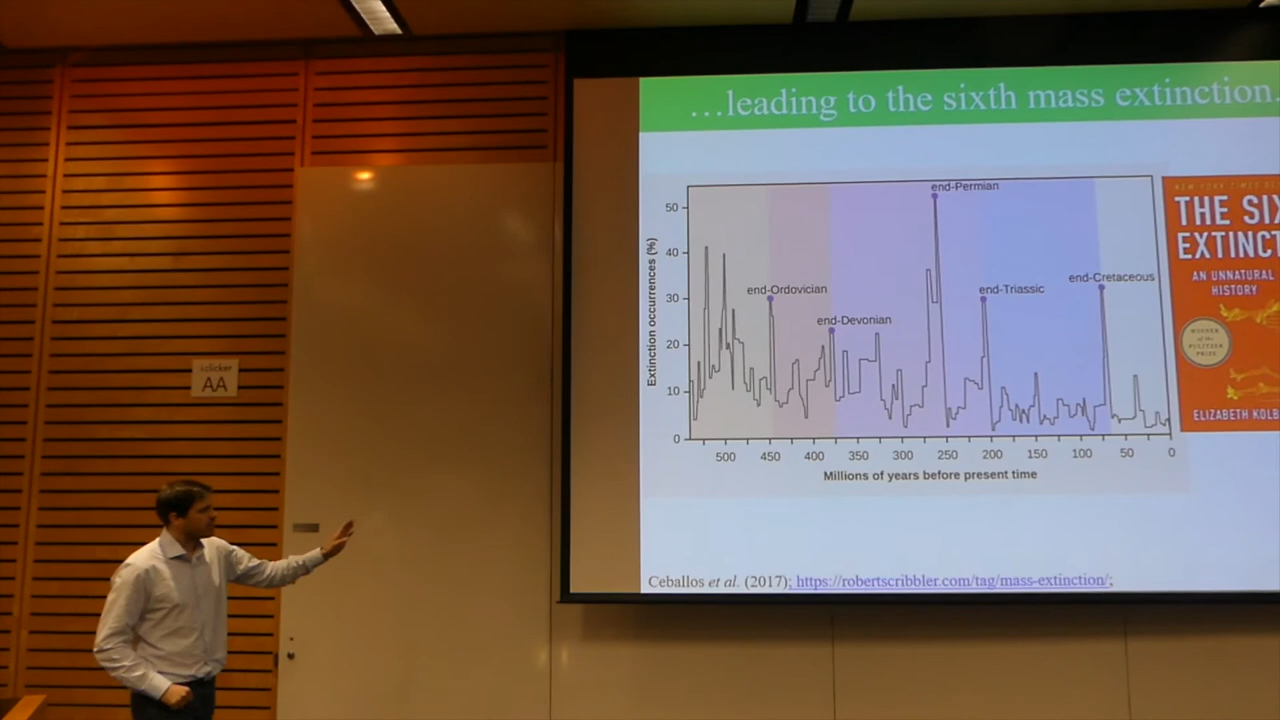 …leading to the sixth mass extinction
50
40
30
20
10
0
Extinction occurrences (%)
end-Permian
end-Ordovician
end-Devonian
end-Triassic
end-Cretaceous
500 450 400 350 300 250 200 150 100 50 0
Millions of years before present time
THE SIX
EXTINCT
AN UNNATURAL
HISTORY
WINNER
of the
PULITZER
PRIZE
ELIZABETH KOLB
i-clicker
AA
Ceballos et al. (2017); https://robertscribbler.com/tag/mass-extinction/;